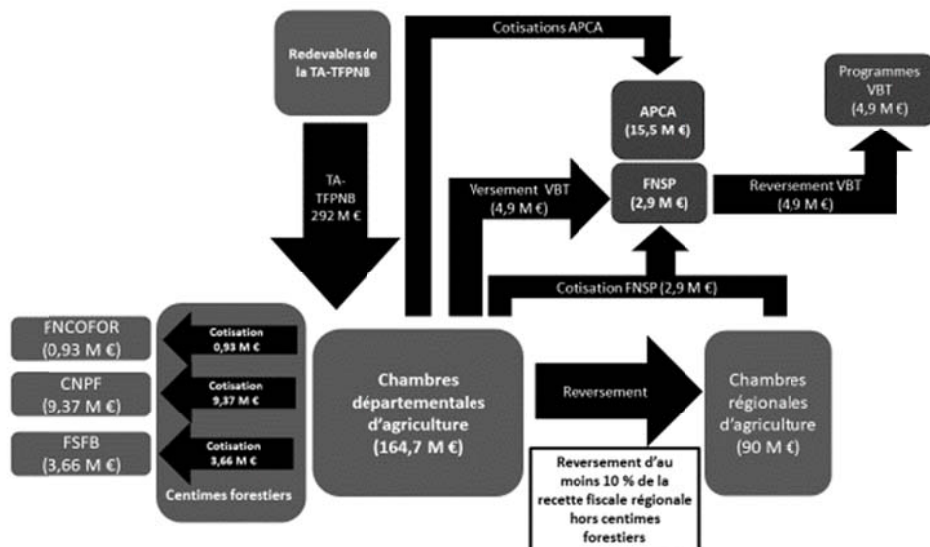 Cotisations APCA
Redevables de
la TA-TFPNB
Programmes
VBT
(4,9 M €)
APCA
(15,5 M €)
TA-
TFPNB
292 M €
Versement VBT
(4,9 M €)
FNSP
(2,9 M €)
Reversement VBT
(4,9 M €)
Cotisation FNSP (2,9 M €)
FNCOFOR
(0,93 M €)
Cotisation
0,93 M €
CNPF
(9,37 M €)
Cotisation
9,37 M €
FSFB
(3,66 M €)
Cotisation
3,66 M €
Centimes forestiers
Chambres
départementales
d'agriculture
(164,7 M €)
Reversement
Chambres
régionales
d'agriculture
(90 M €)
Reversement d'au
moins 10 % de la
recette fiscale régionale
hors centimes
forestiers